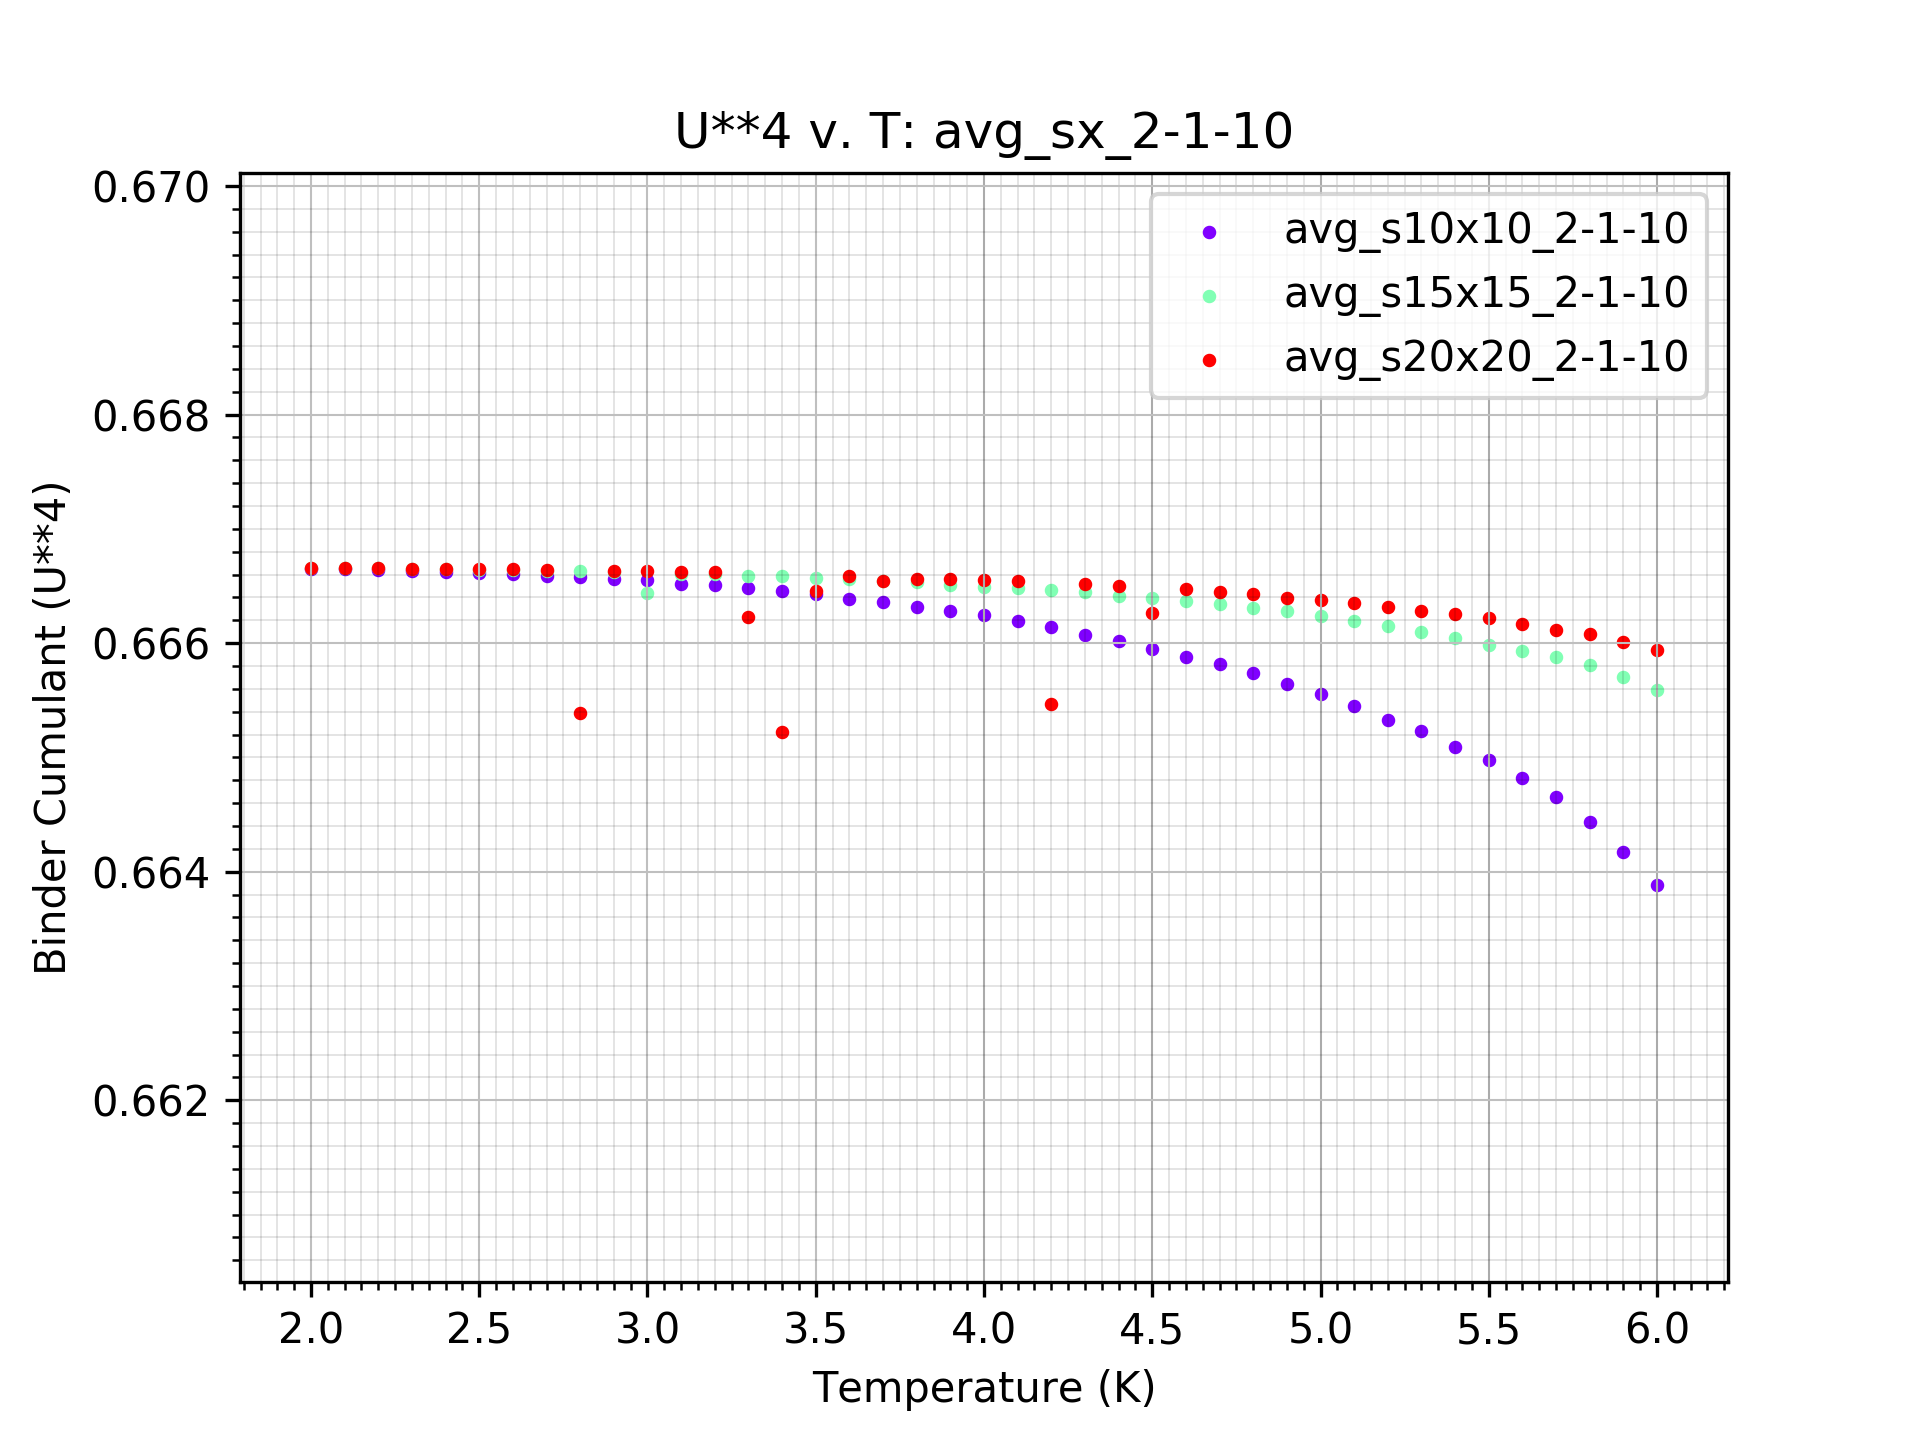 U**4 v. T: avg_sx_2-1-10
avg_s10x10_2-1-10
avg_s15x15_2-1-10
avg_s20x20_2-1-10
0.670
0.668
0.666
0.664
0.662
Binder Cumulant (U**4)
2.0 2.5 3.0 3.5 4.0 4.5 5.0 5.5 6.0
Temperature (K)